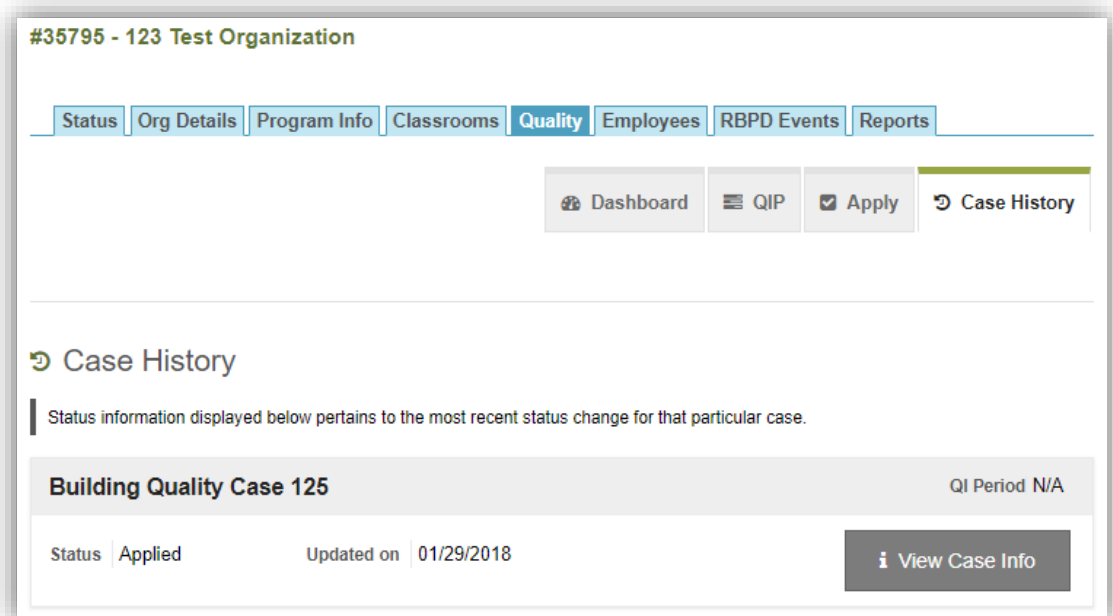 #35795 - 123 Test Organization
Status Org Details Program Info Classrooms Quality Employees RBPD Events Reports
Dashboard QIP Apply Case History
Case History
Status information displayed below pertains to the most recent status change for that particular case.
Building Quality Case 125 QI Period N/A
Status Applied Updated on 01/29/2018 View Case Info